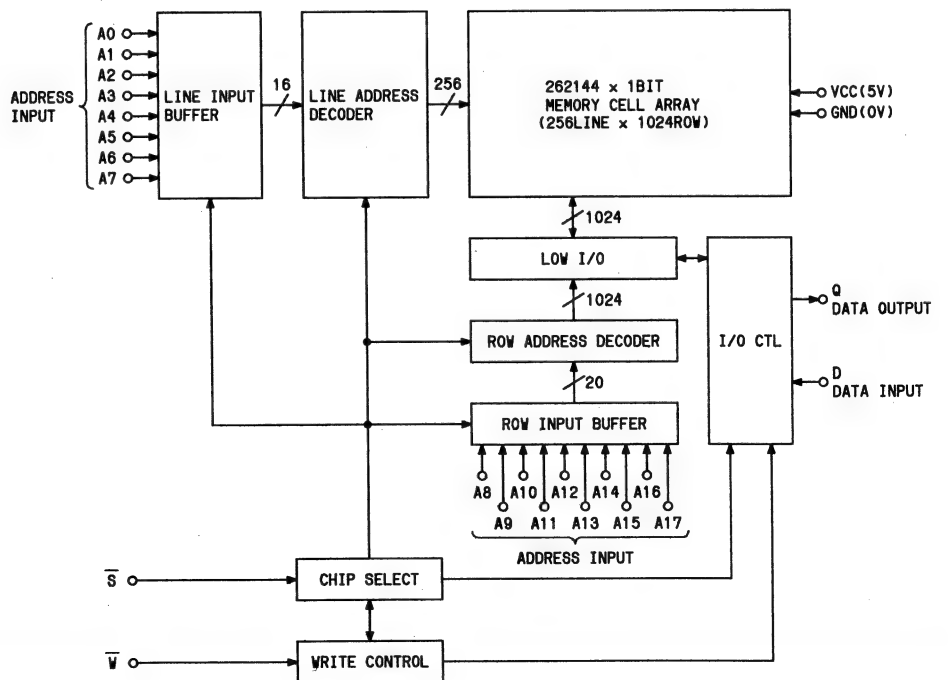 ADDRESS
INPUT
A0
A1
A2
A3
A4
A5
A6
A7
LINE INPUT
BUFFER
16
LINE ADDRESS
DECODER
256
262144 x 1BIT
MEMORY CELL ARRAY
(256LINE x 1024ROW)
VCC(5V)
GND(0V)
1024
LOW I/O
1024
ROW ADDRESS DECODER
20
ROW INPUT BUFFER
I/O CTL
Q
DATA OUTPUT
D
DATA INPUT
A8 A10 A12 A14 A16
A9 A11 A13 A15 A17
ADDRESS INPUT
S̅
CHIP SELECT
W̅
WRITE CONTROL